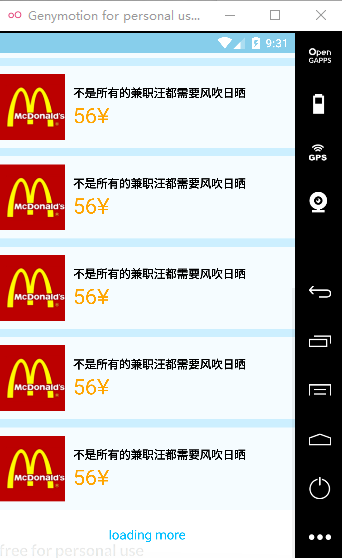 Genymotion for personal us...
9:31
Open
GAPPS
GPS
McDonald's
不是所有的兼职汪都需要风吹日晒
56¥
McDonald's
不是所有的兼职汪都需要风吹日晒
56¥
McDonald's
不是所有的兼职汪都需要风吹日晒
56¥
McDonald's
不是所有的兼职汪都需要风吹日晒
56¥
McDonald's
不是所有的兼职汪都需要风吹日晒
56¥
loading more
free for personal use